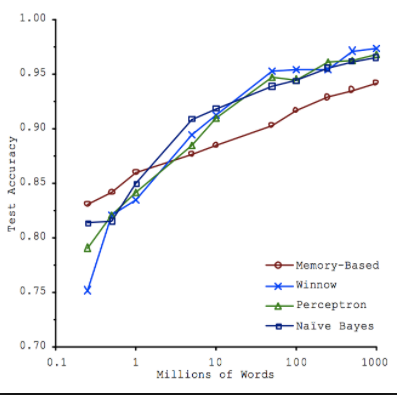 1.00
0.95
0.90
0.85
0.80
0.75
0.70
Test Accuracy
0.1
1
10
100
1000
Millions of Words
Memory-Based
Winnow
Perceptron
Naïve Bayes